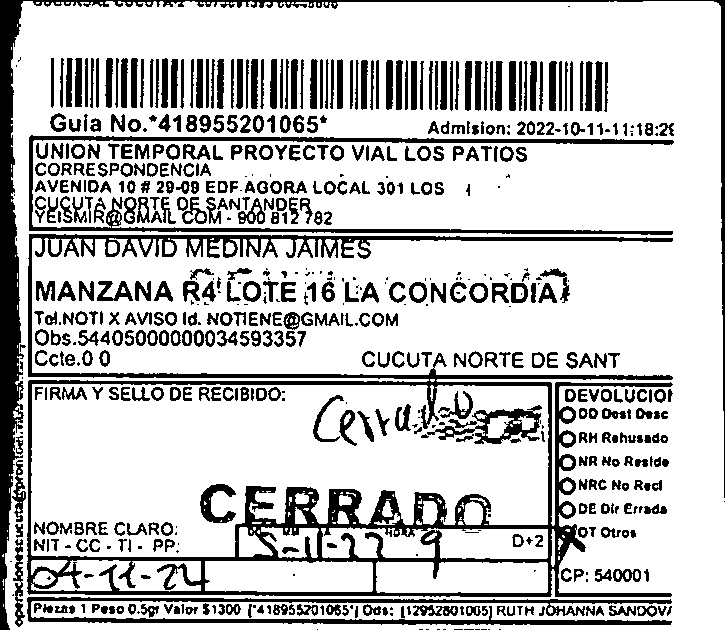 Guia No.*418955201065*
Admision: 2022-10-11-11:18:29
UNION TEMPORAL PROYECTO VIAL LOS PATIOS
CORRESPONDENCIA
AVENIDA 10 # 29-09 EDF.AGORA LOCAL 301 LOS
CUCUTA NORTE DE SANTANDER
YEISMIR@GMAIL COM - 900 812 782
JUAN DAVID MEDINA JAIMES
MANZANA R4 LOTE 16 LA CONCORDIA
Tel.NOTI X AVISO Id. NOTIENE@GMAIL.COM
Obs.54405000000034593357
Ccte.0 0 CUCUTA NORTE DE SANT
FIRMA Y SELLO DE RECIBIDO:
Cerrado
CERRADO
NOMBRE CLARO:
NIT - CC - TI - PP:
HORA
5-11-22 9 D+2
04-11-22
DEVOLUCION
DD Dest Desc
RH Rehusado
NR No Reside
NRC No Recl
DE Dir Errada
X OT Otros
CP: 540001
Piezas 1 Peso 0.5gr Valor $1300 [*418955201065*] Ods: [12952801005] RUTH JOHANNA SANDOVA